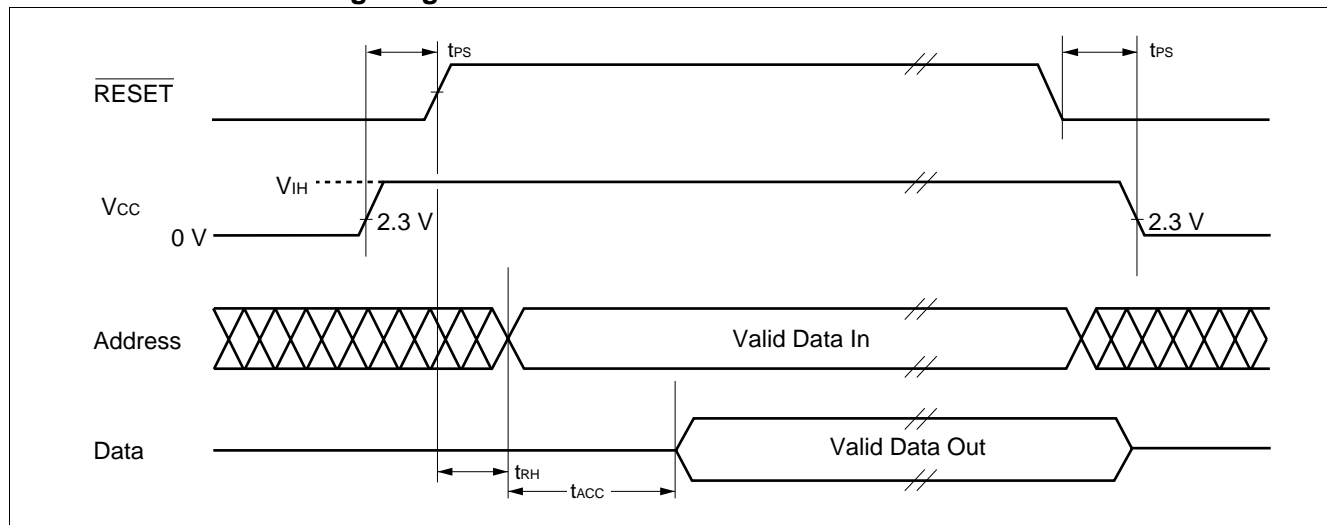 tPS
tPS
RESET
VIH
VCC
2.3 V
2.3 V
0 V
Address
Valid Data In
Data
Valid Data Out
tRH
tACC